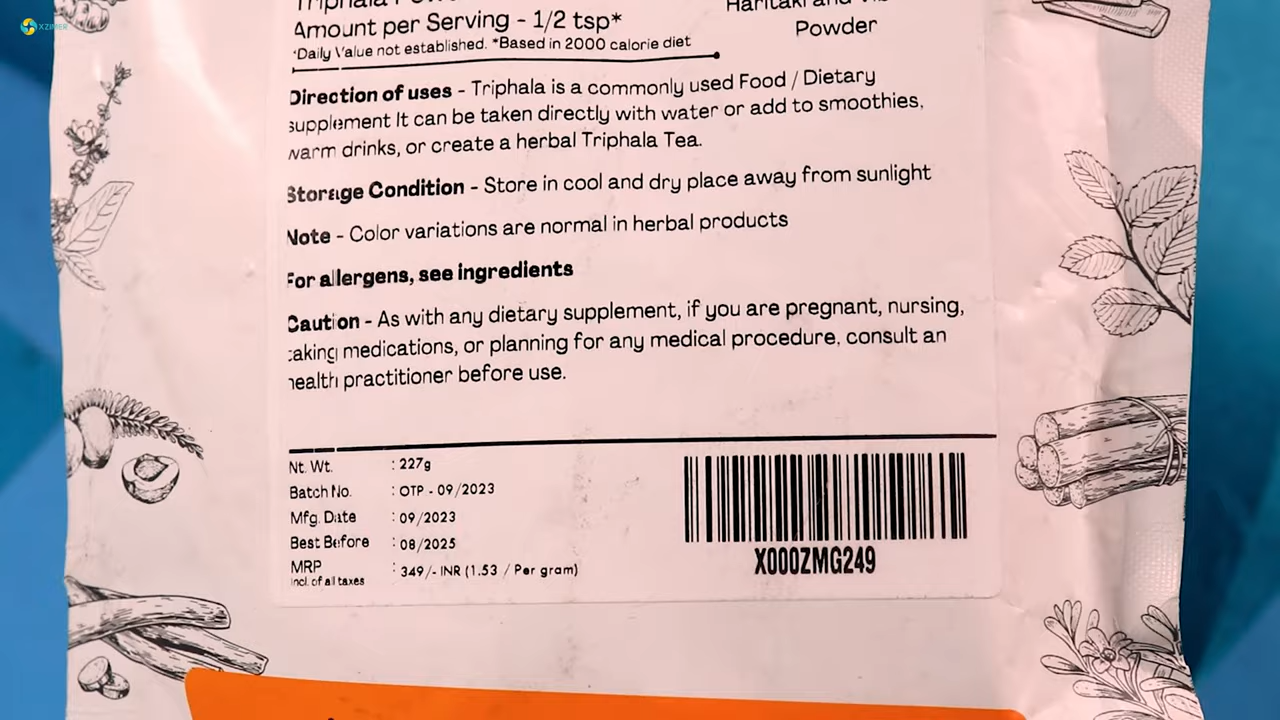 XZIMER
Amount per Serving - 1/2 tsp*
*Daily Value not established. *Based in 2000 calorie diet
Powder
Direction of uses - Triphala is a commonly used Food / Dietary
supplement It can be taken directly with water or add to smoothies,
warm drinks, or create a herbal Triphala Tea.
Storage Condition - Store in cool and dry place away from sunlight
Note - Color variations are normal in herbal products
For allergens, see ingredients
Caution - As with any dietary supplement, if you are pregnant, nursing,
taking medications, or planning for any medical procedure, consult an
health practitioner before use.
Nt. Wt. : 227g
Batch No. : OTP - 09/2023
Mfg. Date : 09/2023
Best Before : 08/2025
MRP : 349/- INR (1.53 / Per gram)
Incl. of all taxes
X000ZMG249